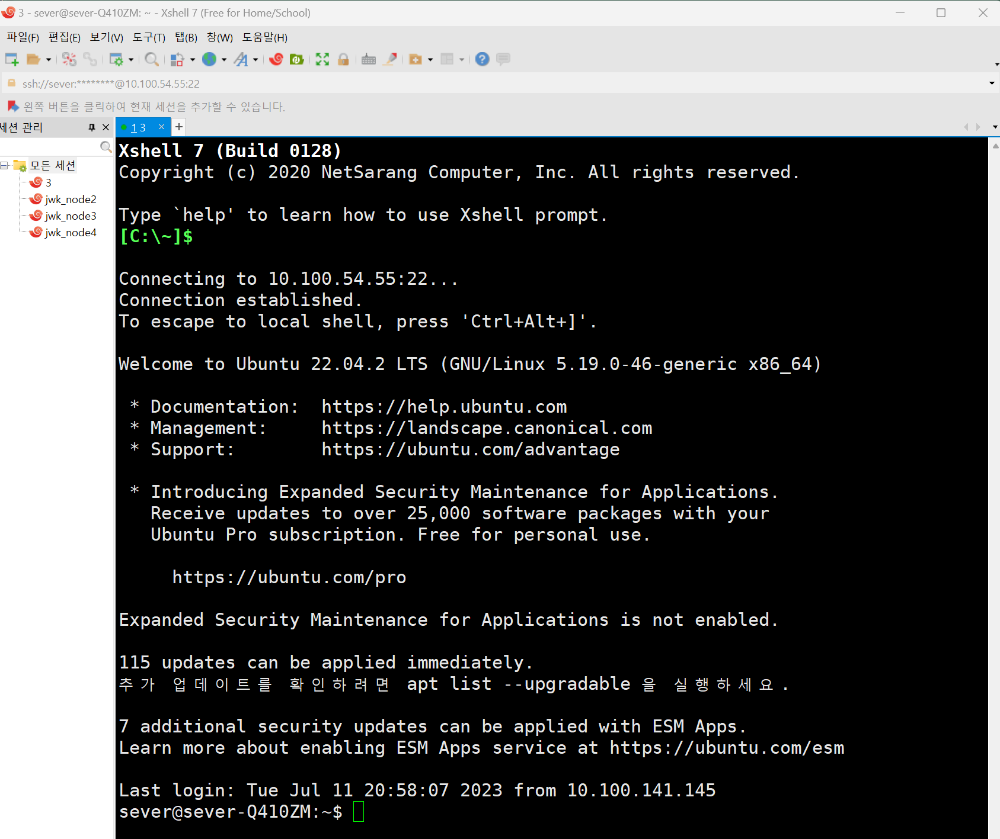 3 - sever@sever-Q410ZM: ~ - Xshell 7 (Free for Home/School)
파일(F) 편집(E) 보기(V) 도구(T) 탭(B) 창(W) 도움말(H)
ssh://sever:********@10.100.54.55:22
왼쪽 버튼을 클릭하여 현재 세션을 추가할 수 있습니다.
세션 관리
모든 세션
3
jwk_node2
jwk_node3
jwk_node4
1 3
Xshell 7 (Build 0128)
Copyright (c) 2020 NetSarang Computer, Inc. All rights reserved.
Type `help' to learn how to use Xshell prompt.
[C:\~]$
Connecting to 10.100.54.55:22...
Connection established.
To escape to local shell, press 'Ctrl+Alt+]'.
Welcome to Ubuntu 22.04.2 LTS (GNU/Linux 5.19.0-46-generic x86_64)
* Documentation:  https://help.ubuntu.com
* Management:     https://landscape.canonical.com
* Support:        https://ubuntu.com/advantage
* Introducing Expanded Security Maintenance for Applications.
Receive updates to over 25,000 software packages with your
Ubuntu Pro subscription. Free for personal use.
https://ubuntu.com/pro
Expanded Security Maintenance for Applications is not enabled.
115 updates can be applied immediately.
추가 업데이트를 확인하려면 apt list --upgradable 을 실행하세요.
7 additional security updates can be applied with ESM Apps.
Learn more about enabling ESM Apps service at https://ubuntu.com/esm
Last login: Tue Jul 11 20:58:07 2023 from 10.100.141.145
sever@sever-Q410ZM:~$